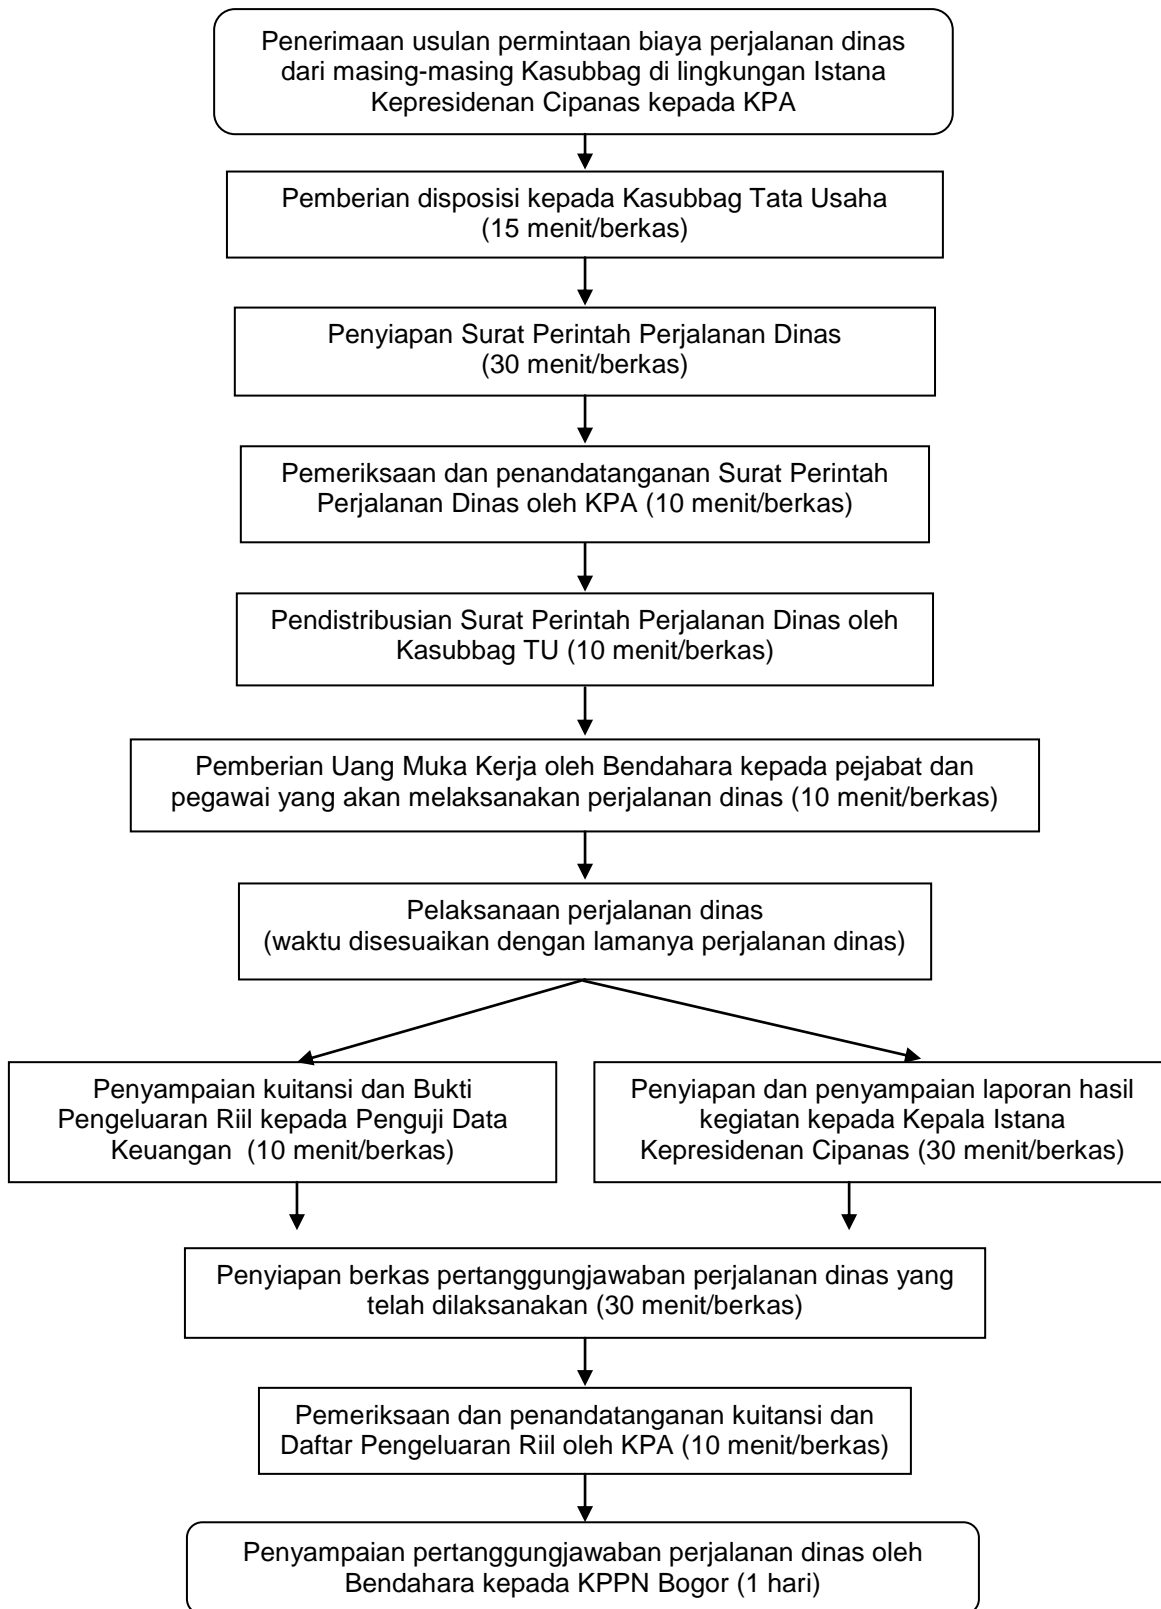 Penerimaan usulan permintaan biaya perjalanan dinas
dari masing-masing Kasubbag di lingkungan Istana
Kepresidenan Cipanas kepada KPA
Pemberian disposisi kepada Kasubbag Tata Usaha
(15 menit/berkas)
Penyiapan Surat Perintah Perjalanan Dinas
(30 menit/berkas)
Pemeriksaan dan penandatanganan Surat Perintah
Perjalanan Dinas oleh KPA (10 menit/berkas)
Pendistribusian Surat Perintah Perjalanan Dinas oleh
Kasubbag TU (10 menit/berkas)
Pemberian Uang Muka Kerja oleh Bendahara kepada pejabat dan
pegawai yang akan melaksanakan perjalanan dinas (10 menit/berkas)
Pelaksanaan perjalanan dinas
(waktu disesuaikan dengan lamanya perjalanan dinas)
Penyampaian kuitansi dan Bukti
Pengeluaran Riil kepada Penguji Data
Keuangan  (10 menit/berkas)
Penyiapan dan penyampaian laporan hasil
kegiatan kepada Kepala Istana
Kepresidenan Cipanas (30 menit/berkas)
Penyiapan berkas pertanggungjawaban perjalanan dinas yang
telah dilaksanakan (30 menit/berkas)
Pemeriksaan dan penandatanganan kuitansi dan
Daftar Pengeluaran Riil oleh KPA (10 menit/berkas)
Penyampaian pertanggungjawaban perjalanan dinas oleh
Bendahara kepada KPPN Bogor (1 hari)